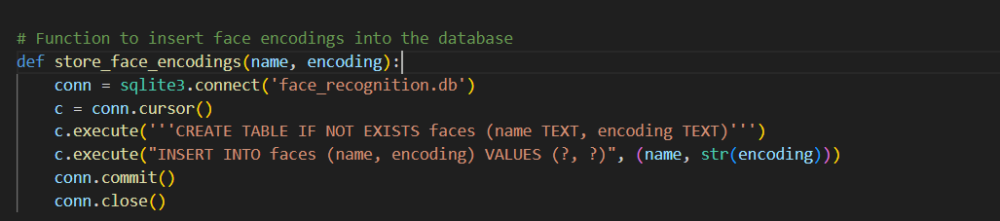 # Function to insert face encodings into the database
def store_face_encodings(name, encoding):
    conn = sqlite3.connect('face_recognition.db')
    c = conn.cursor()
    c.execute('''CREATE TABLE IF NOT EXISTS faces (name TEXT, encoding TEXT)''')
    c.execute("INSERT INTO faces (name, encoding) VALUES (?, ?)", (name, str(encoding)))
    conn.commit()
    conn.close()